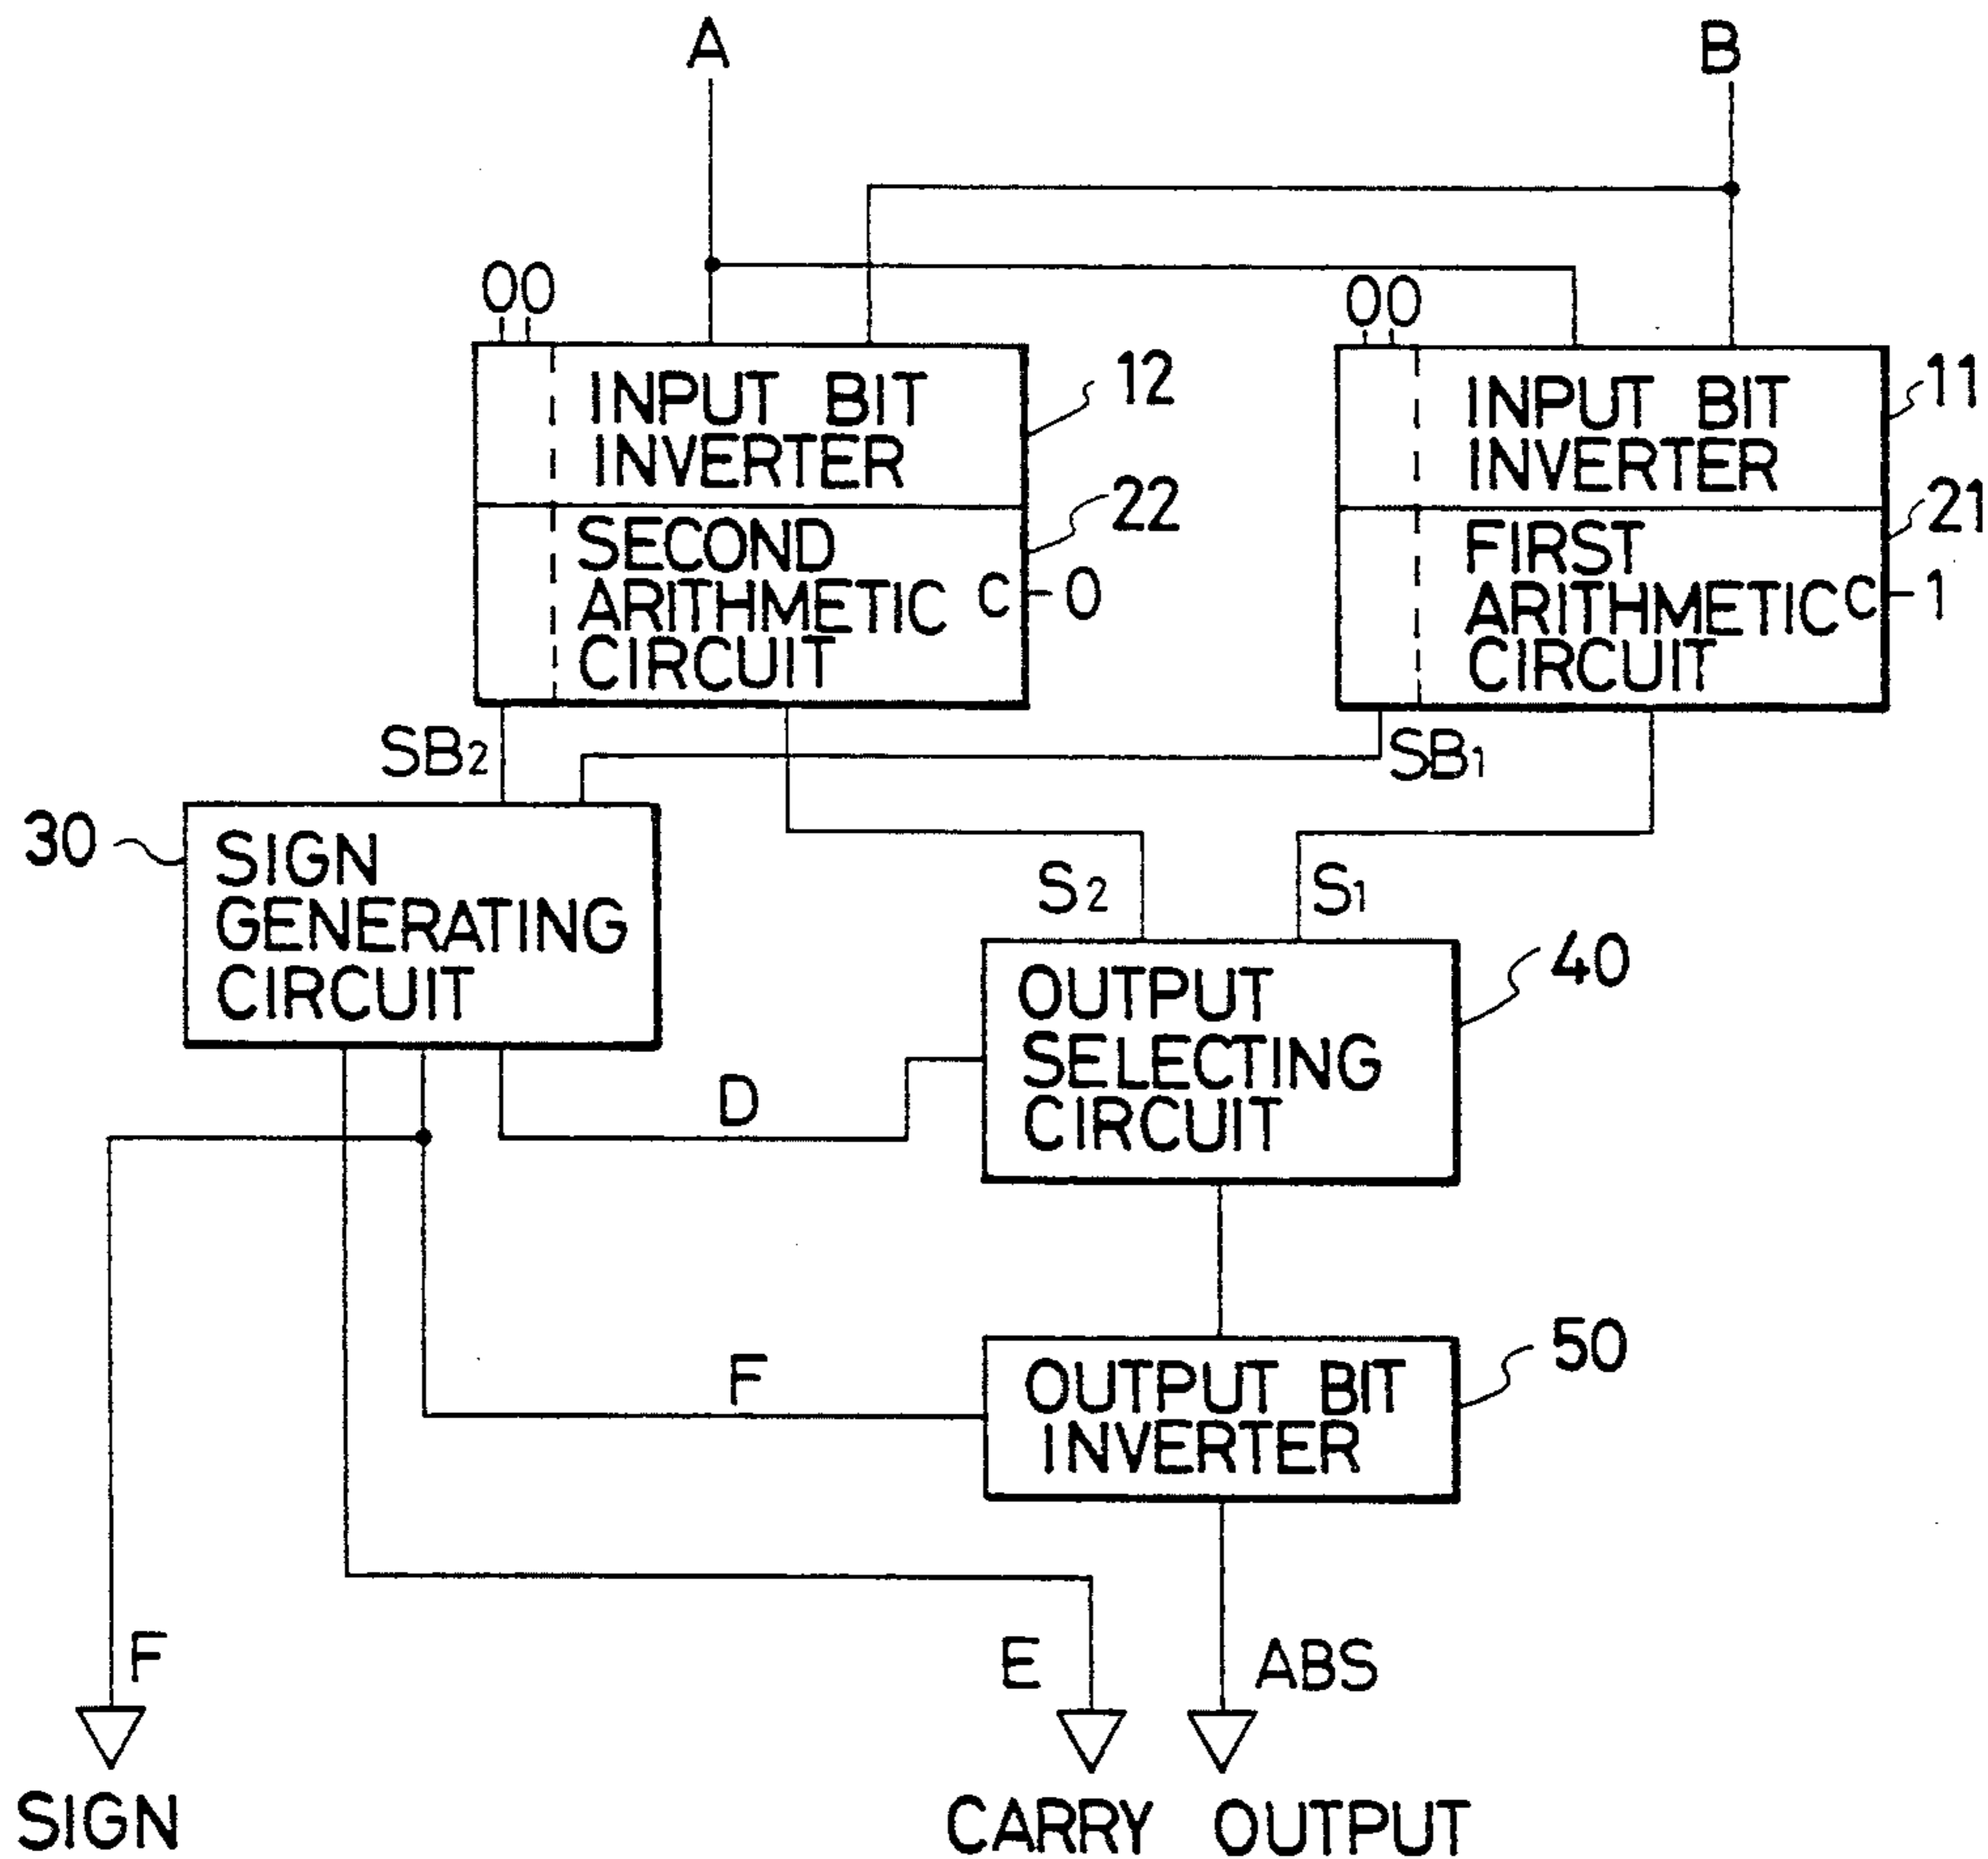 A
B
00
00
INPUT BIT
INVERTER
12
INPUT BIT
INVERTER
11
SECOND
ARITHMETIC
CIRCUIT
C
0
22
FIRST
ARITHMETIC
CIRCUIT
C
1
21
SB2
SB1
30
SIGN
GENERATING
CIRCUIT
S2
S1
OUTPUT
SELECTING
CIRCUIT
40
D
F
OUTPUT BIT
INVERTER
50
F
E
ABS
SIGN
CARRY OUTPUT